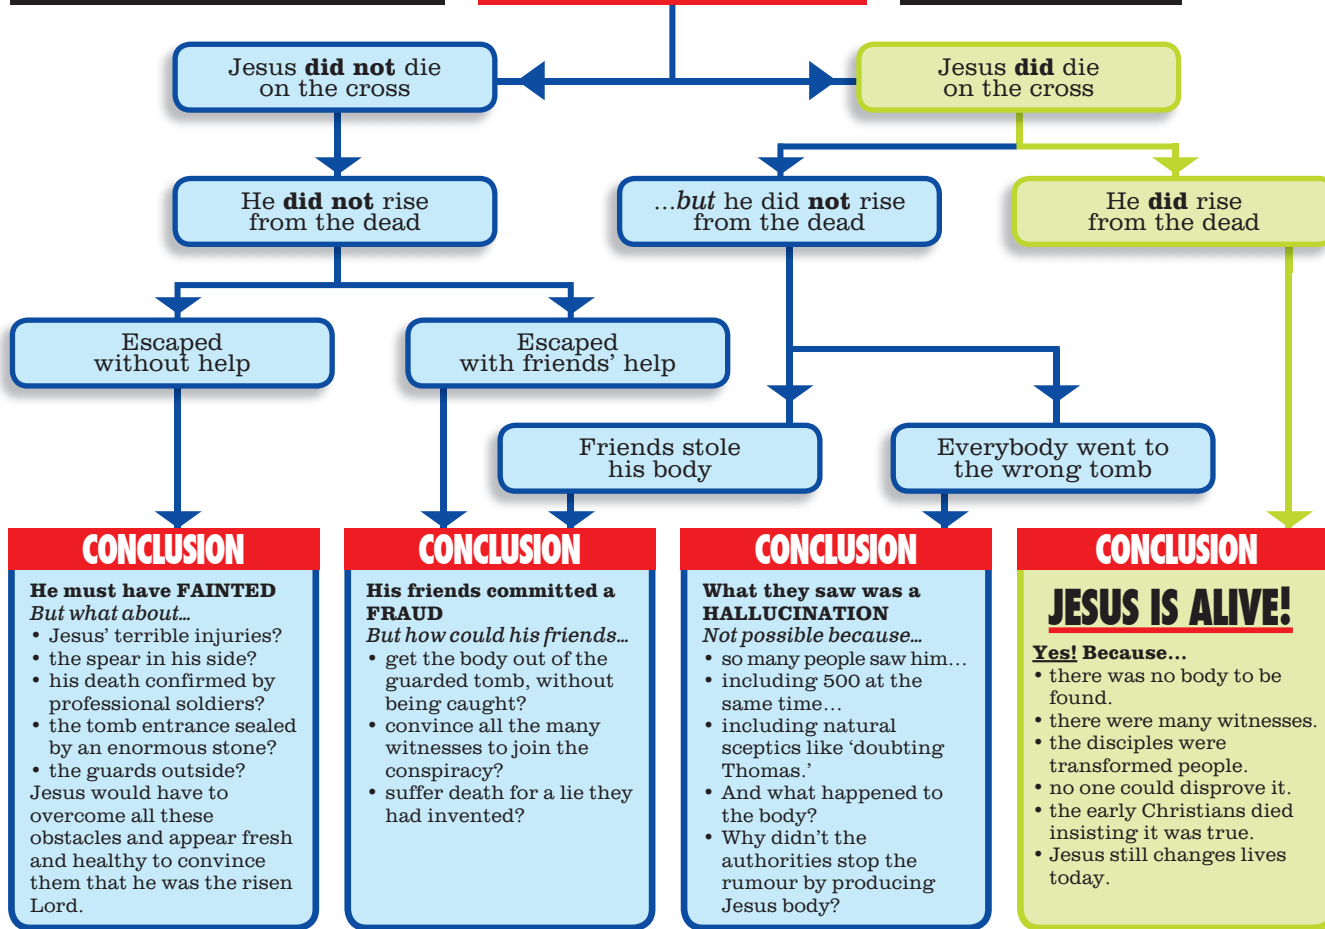 Jesus did not die
on the cross
Jesus did die
on the cross
He did not rise
from the dead
...but he did not rise
from the dead
He did rise
from the dead
Escaped
without help
Escaped
with friends’ help
Friends stole
his body
Everybody went to
the wrong tomb
CONCLUSION
He must have FAINTED
But what about...
• Jesus’ terrible injuries?
• the spear in his side?
• his death confirmed by
professional soldiers?
• the tomb entrance sealed
by an enormous stone?
• the guards outside?
Jesus would have to
overcome all these
obstacles and appear fresh
and healthy to convince
them that he was the risen
Lord.
CONCLUSION
His friends committed a
FRAUD
But how could his friends...
• get the body out of the
guarded tomb, without
being caught?
• convince all the many
witnesses to join the
conspiracy?
• suffer death for a lie they
had invented?
CONCLUSION
What they saw was a
HALLUCINATION
Not possible because...
• so many people saw him...
• including 500 at the
same time...
• including natural
sceptics like ‘doubting
Thomas.’
• And what happened to
the body?
• Why didn’t the
authorities stop the
rumour by producing
Jesus body?
CONCLUSION
JESUS IS ALIVE!
Yes! Because...
• there was no body to be
found.
• there were many witnesses.
• the disciples were
transformed people.
• no one could disprove it.
• the early Christians died
insisting it was true.
• Jesus still changes lives
today.